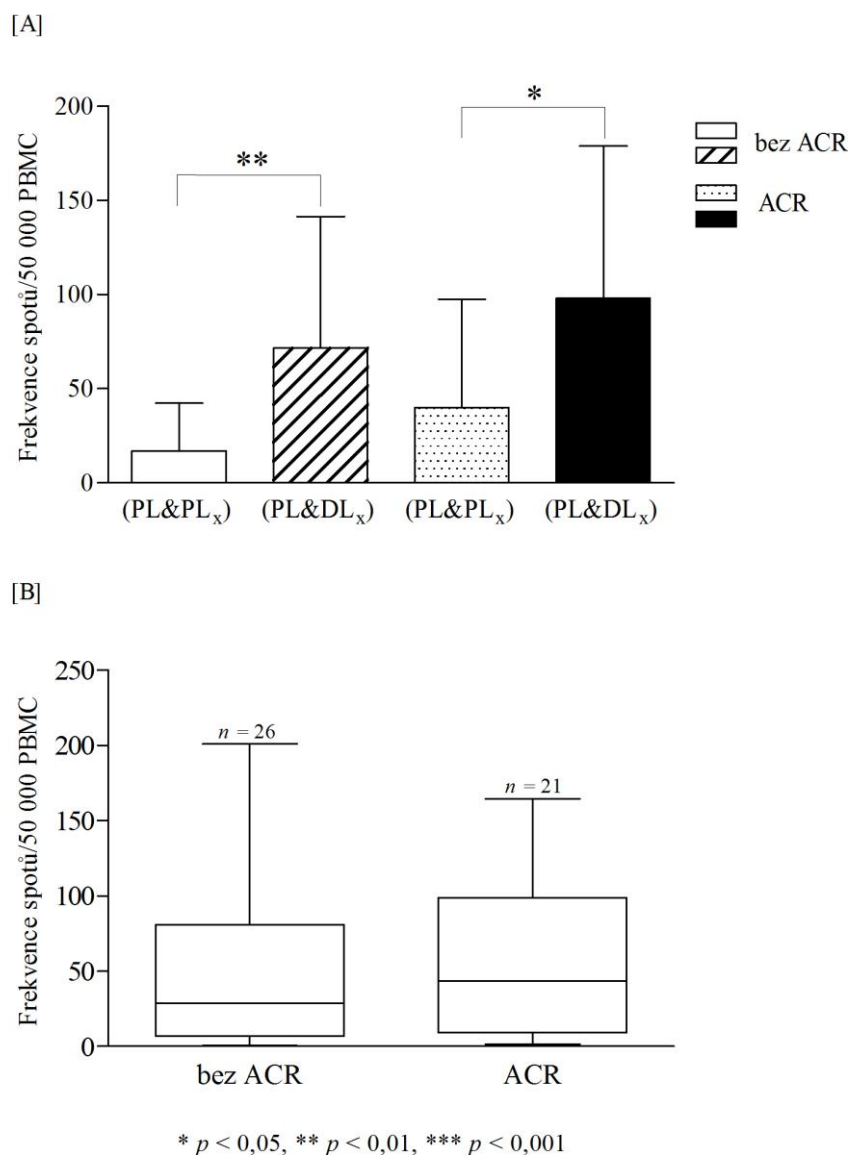 [A]
Frekvence spotů/50 000 PBMC
200
150
100
50
0
**
*
bez ACR
ACR
(PL&PLx)
(PL&DLx)
(PL&PLx)
(PL&DLx)
[B]
Frekvence spotů/50 000 PBMC
250
200
150
100
50
0
n = 26
n = 21
bez ACR
ACR
* p < 0,05, ** p < 0,01, *** p < 0,001